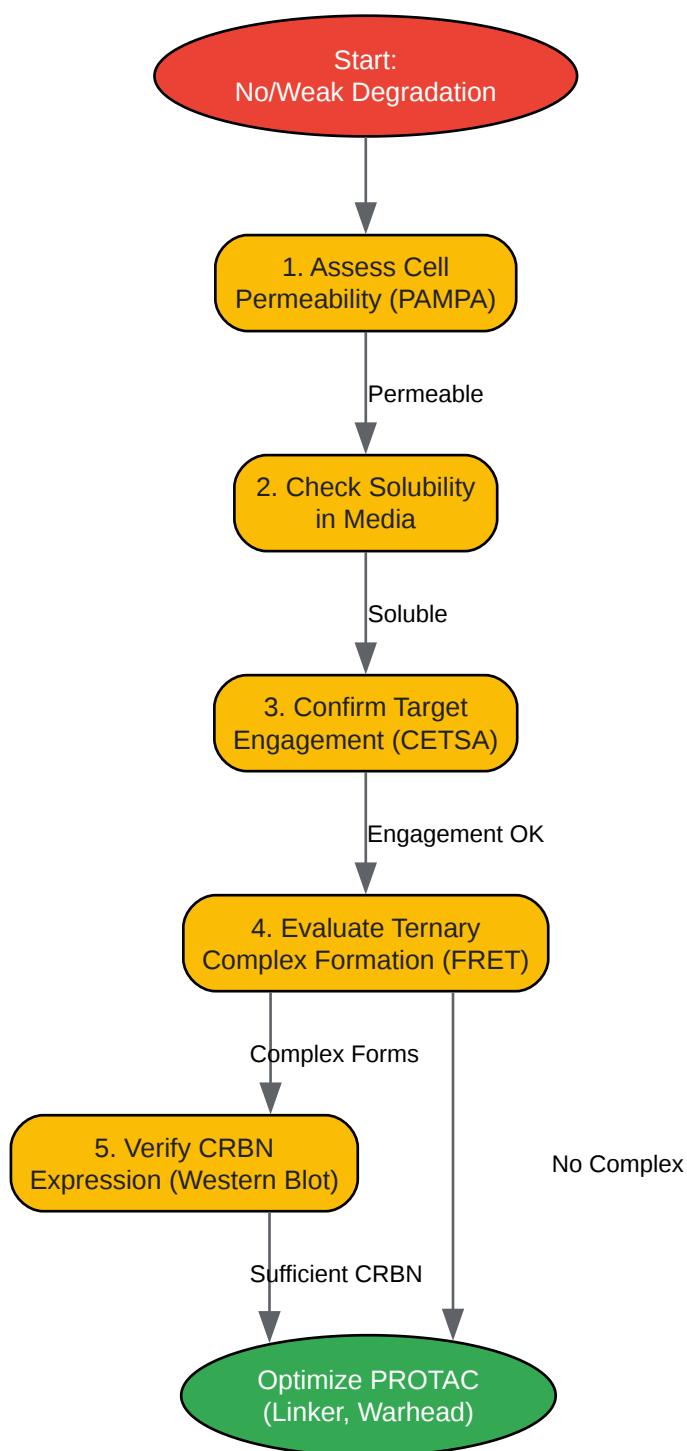 Start:
No/Weak Degradation
1. Assess Cell
Permeability (PAMPA)
Permeable
2. Check Solubility
in Media
Soluble
3. Confirm Target
Engagement (CETSA)
Engagement OK
4. Evaluate Ternary
Complex Formation (FRET)
Complex Forms
5. Verify CRBN
Expression (Western Blot)
No Complex
Sufficient CRBN
Optimize PROTAC
(Linker, Warhead)